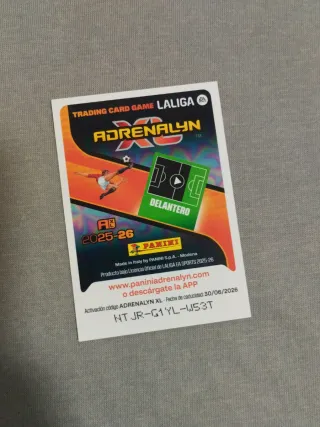 TRADING CARD GAME LALIGA
ADRENALYN
XL
DELANTERO
2025-26
PANINI
Made in Italy by PANINI S.p.A. - Modena
Producto bajo Licencia Oficial de LALIGA EA SPORTS 2025-26
www.paniniadrenalyn.com
o descárgate la APP
Activación código ADRENALYN XL - Fecha de caducidad 30/06/2026
NTJR-G1YL-W53T